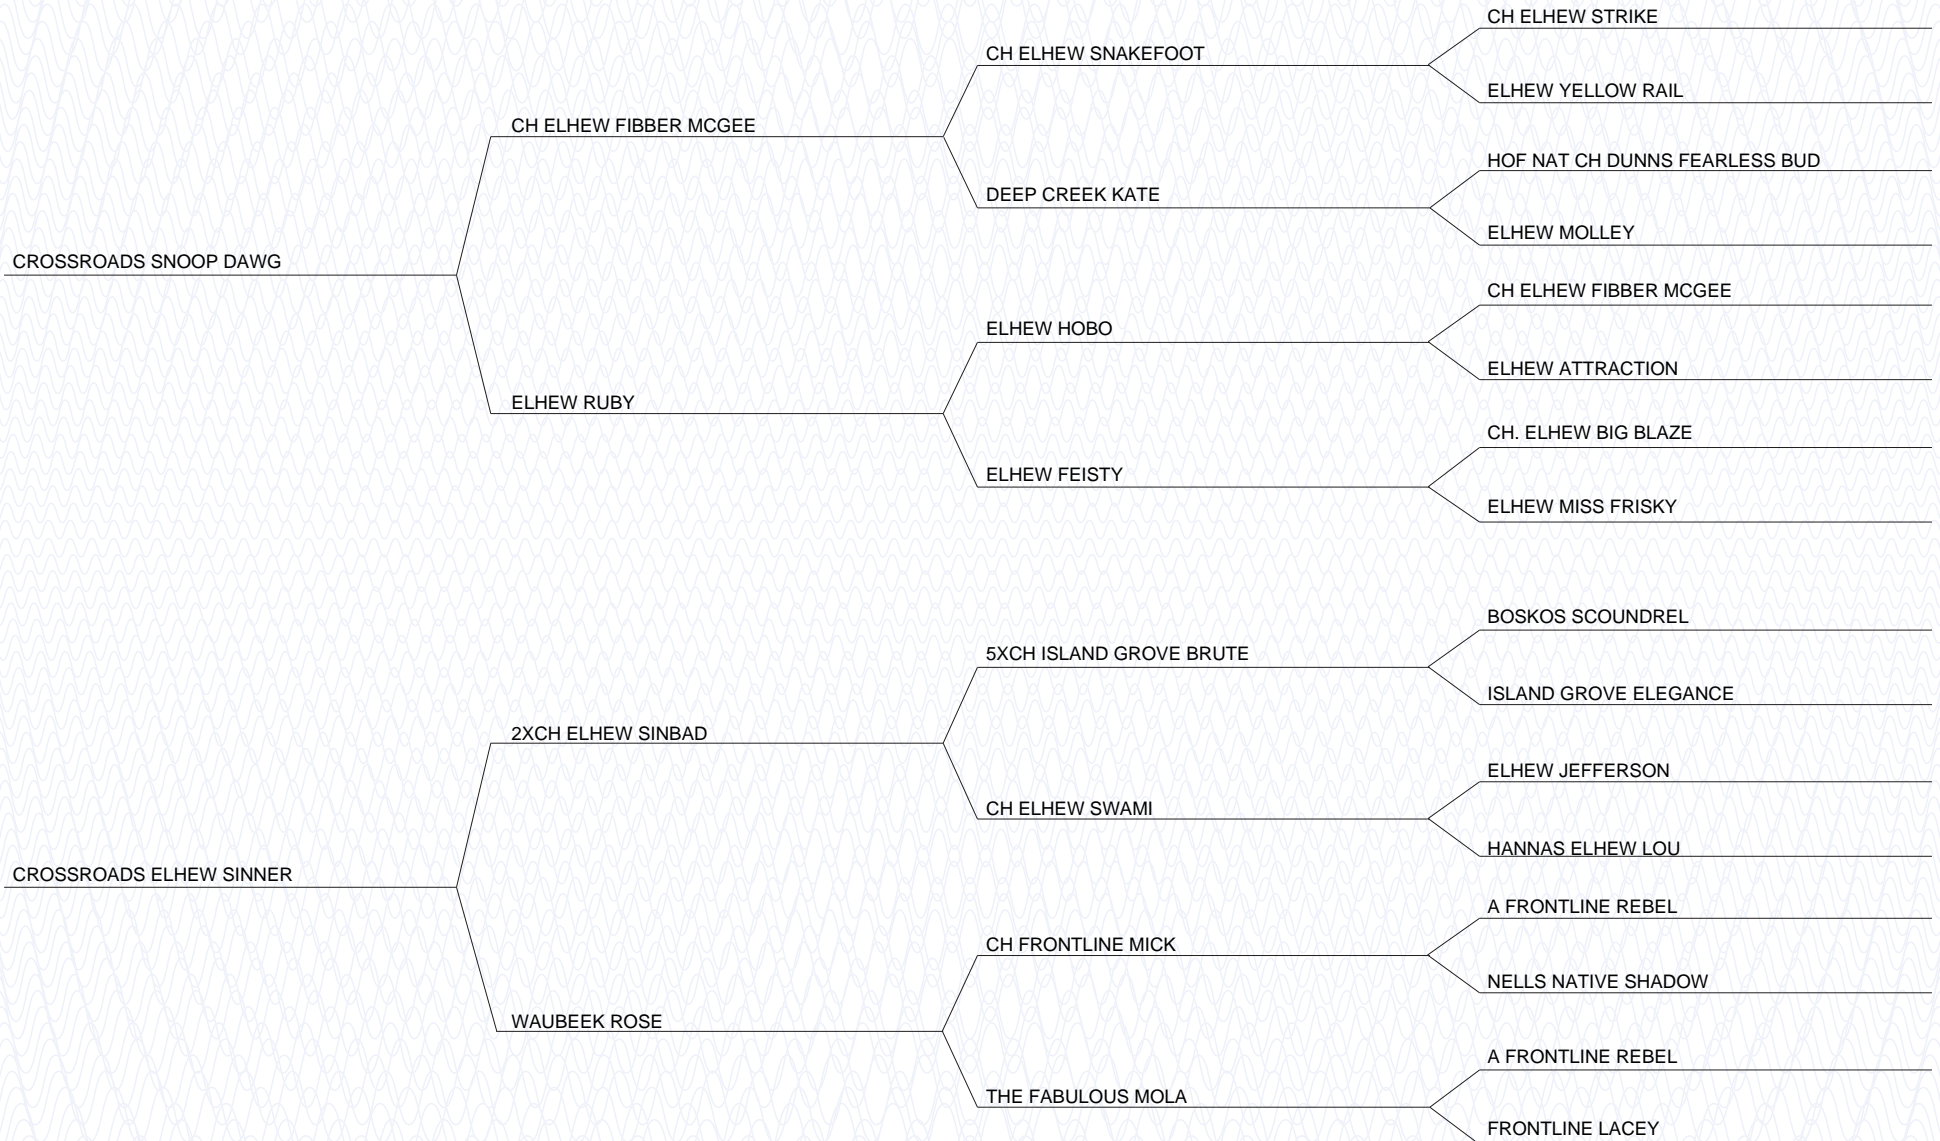 CH ELHEW STRIKE
CH ELHEW SNAKEFOOT
ELHEW YELLOW RAIL
CH ELHEW FIBBER MCGEE
HOF NAT CH DUNNS FEARLESS BUD
DEEP CREEK KATE
ELHEW MOLLEY
CROSSROADS SNOOP DAWG
CH ELHEW FIBBER MCGEE
ELHEW HOBO
ELHEW ATTRACTION
ELHEW RUBY
CH. ELHEW BIG BLAZE
ELHEW FEISTY
ELHEW MISS FRISKY
BOSKOS SCOUNDREL
5XCH ISLAND GROVE BRUTE
ISLAND GROVE ELEGANCE
2XCH ELHEW SINBAD
ELHEW JEFFERSON
CH ELHEW SWAMI
HANNAS ELHEW LOU
CROSSROADS ELHEW SINNER
A FRONTLINE REBEL
CH FRONTLINE MICK
NELLS NATIVE SHADOW
WAUBEEK ROSE
A FRONTLINE REBEL
THE FABULOUS MOLA
FRONTLINE LACEY